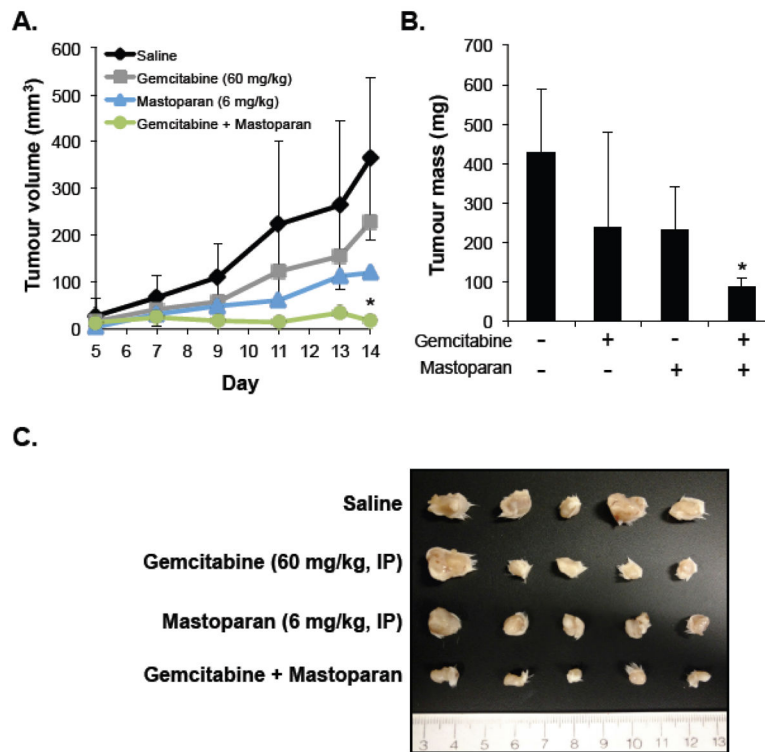 A.
Tumour volume (mm³)
600
500
400
300
200
100
0
Saline
Gemcitabine (60 mg/kg)
Mastoparan (6 mg/kg)
Gemcitabine + Mastoparan
*
5 6 7 8 9 10 11 12 13 14
Day
B.
Tumour mass (mg)
700
600
500
400
300
200
100
0
*
Gemcitabine - + - +
Mastoparan - - + +
C.
Saline
Gemcitabine (60 mg/kg, IP)
Mastoparan (6 mg/kg, IP)
Gemcitabine + Mastoparan
3 4 5 6 7 8 9 10 11 12 13